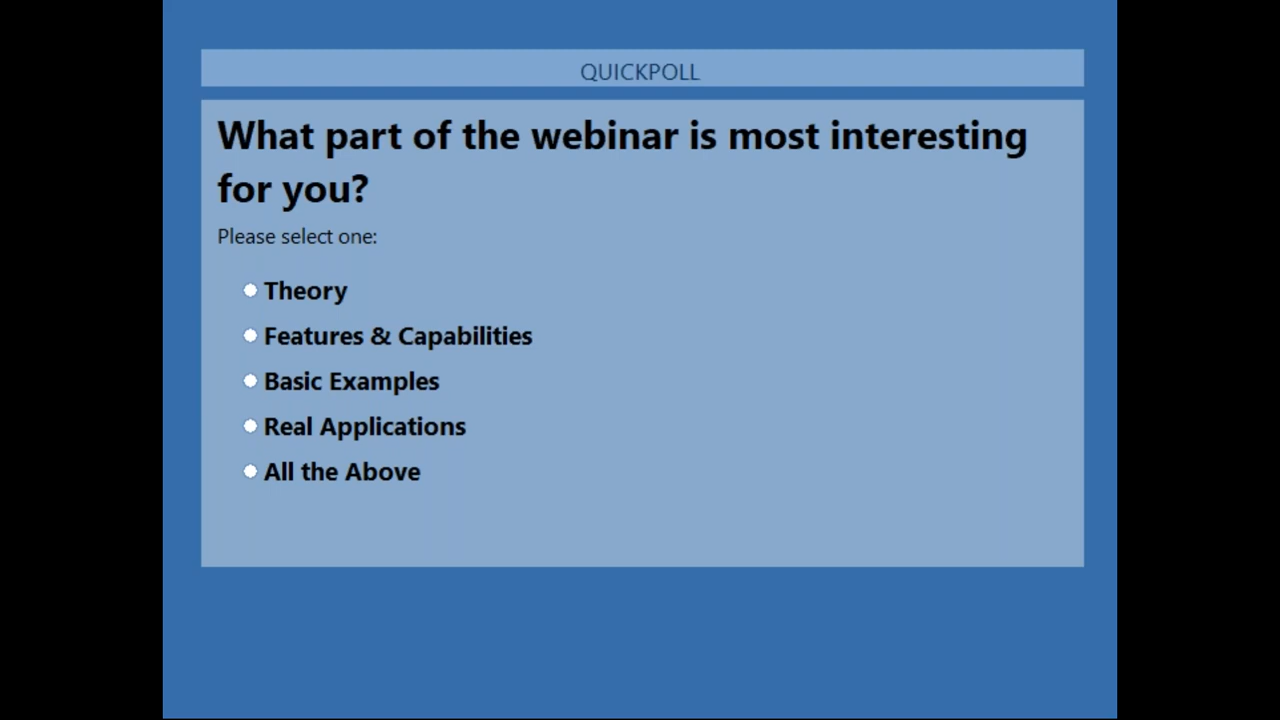 QUICKPOLL
What part of the webinar is most interesting
for you?
Please select one:
Theory
Features & Capabilities
Basic Examples
Real Applications
All the Above